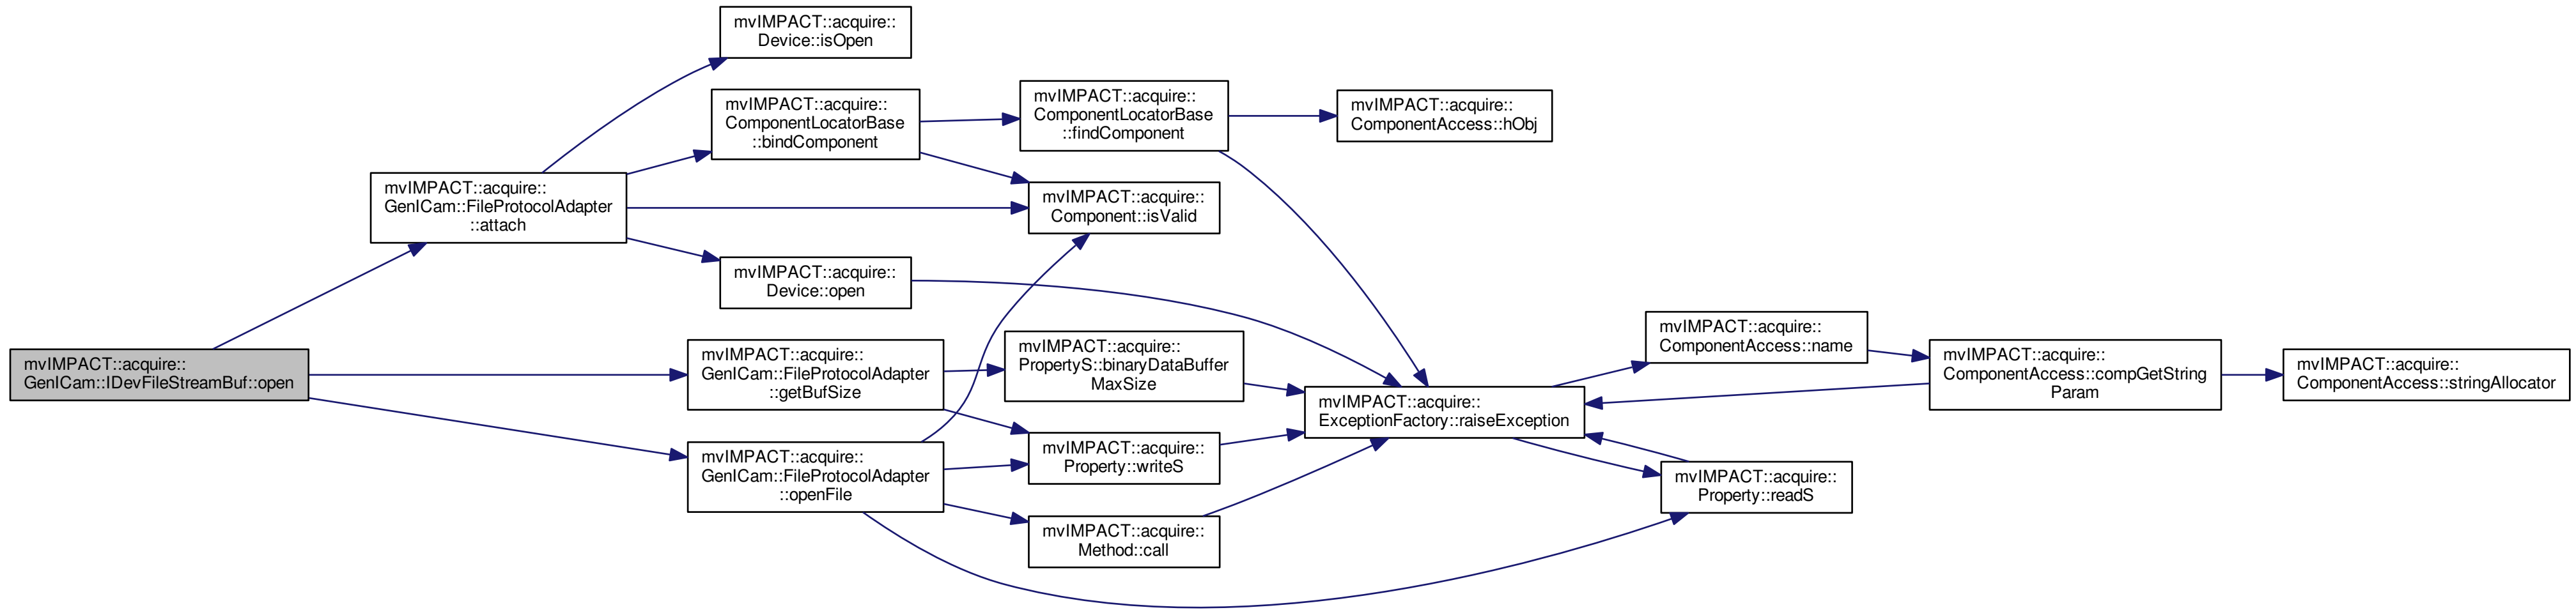 mvIMPACT::acquire::
GenICam::IDevFileStreamBuf::open
mvIMPACT::acquire::
GenICam::FileProtocolAdapter
::attach
mvIMPACT::acquire::
Device::isOpen
mvIMPACT::acquire::
ComponentLocatorBase
::bindComponent
mvIMPACT::acquire::
Device::open
mvIMPACT::acquire::
GenICam::FileProtocolAdapter
::getBufSize
mvIMPACT::acquire::
GenICam::FileProtocolAdapter
::openFile
mvIMPACT::acquire::
ComponentLocatorBase
::findComponent
mvIMPACT::acquire::
Component::isValid
mvIMPACT::acquire::
PropertyS::binaryDataBuffer
MaxSize
mvIMPACT::acquire::
Property::writeS
mvIMPACT::acquire::
Method::call
mvIMPACT::acquire::
ComponentAccess::hObj
mvIMPACT::acquire::
ExceptionFactory::raiseException
mvIMPACT::acquire::
ComponentAccess::name
mvIMPACT::acquire::
Property::readS
mvIMPACT::acquire::
ComponentAccess::compGetString
Param
mvIMPACT::acquire::
ComponentAccess::stringAllocator